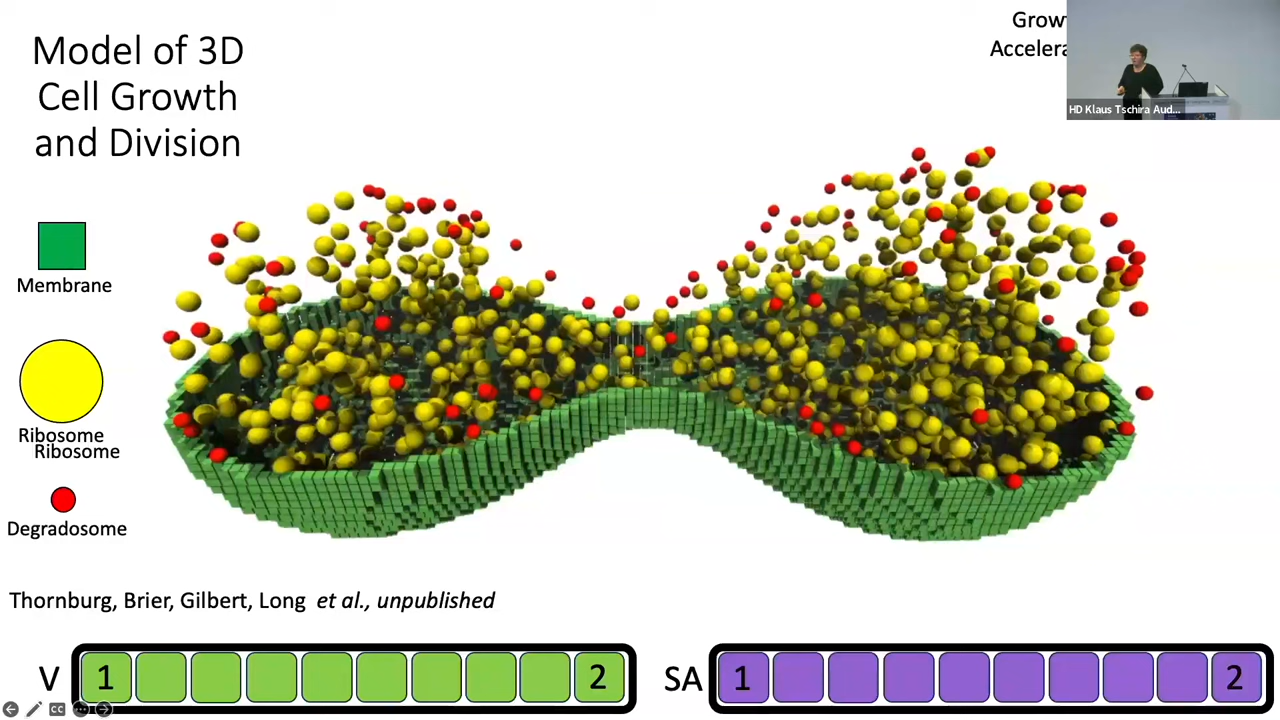 Model of 3D
Cell Growth
and Division
Membrane
Ribosome
Ribosome
Degradosome
HD Klaus Tschira Aud...
Thornburg, Brier, Gilbert, Long et al., unpublished
V 1 2
SA 1 2
CC